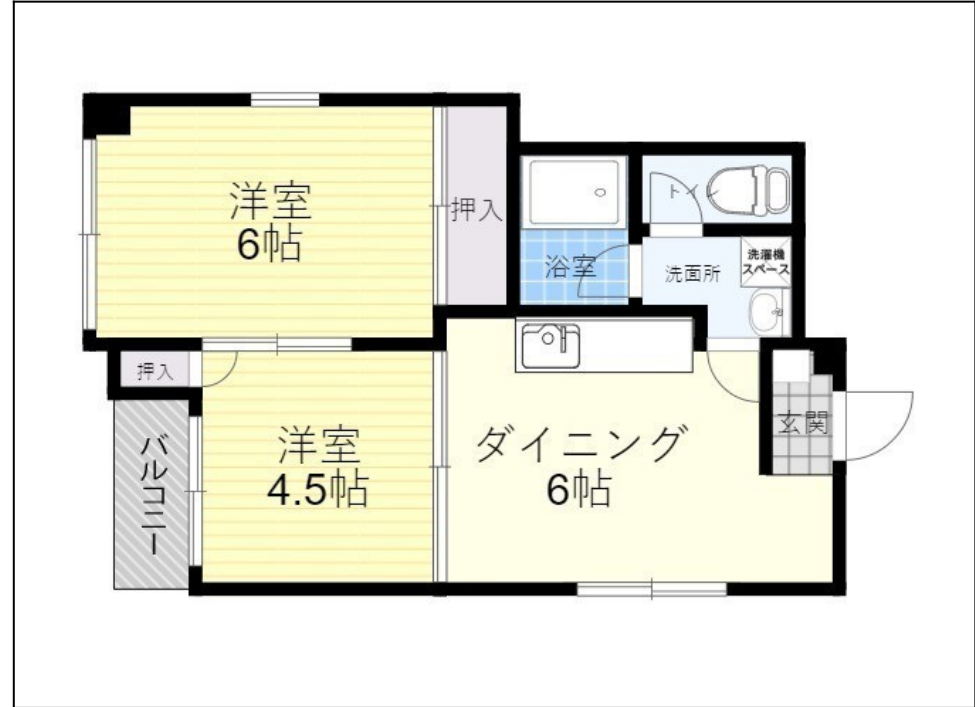 洋室
6帖
押入
浴室
トイレ
洗面所
洗濯機
スペース
押入
洋室
4.5帖
ダイニング
6帖
玄関
バルコニー